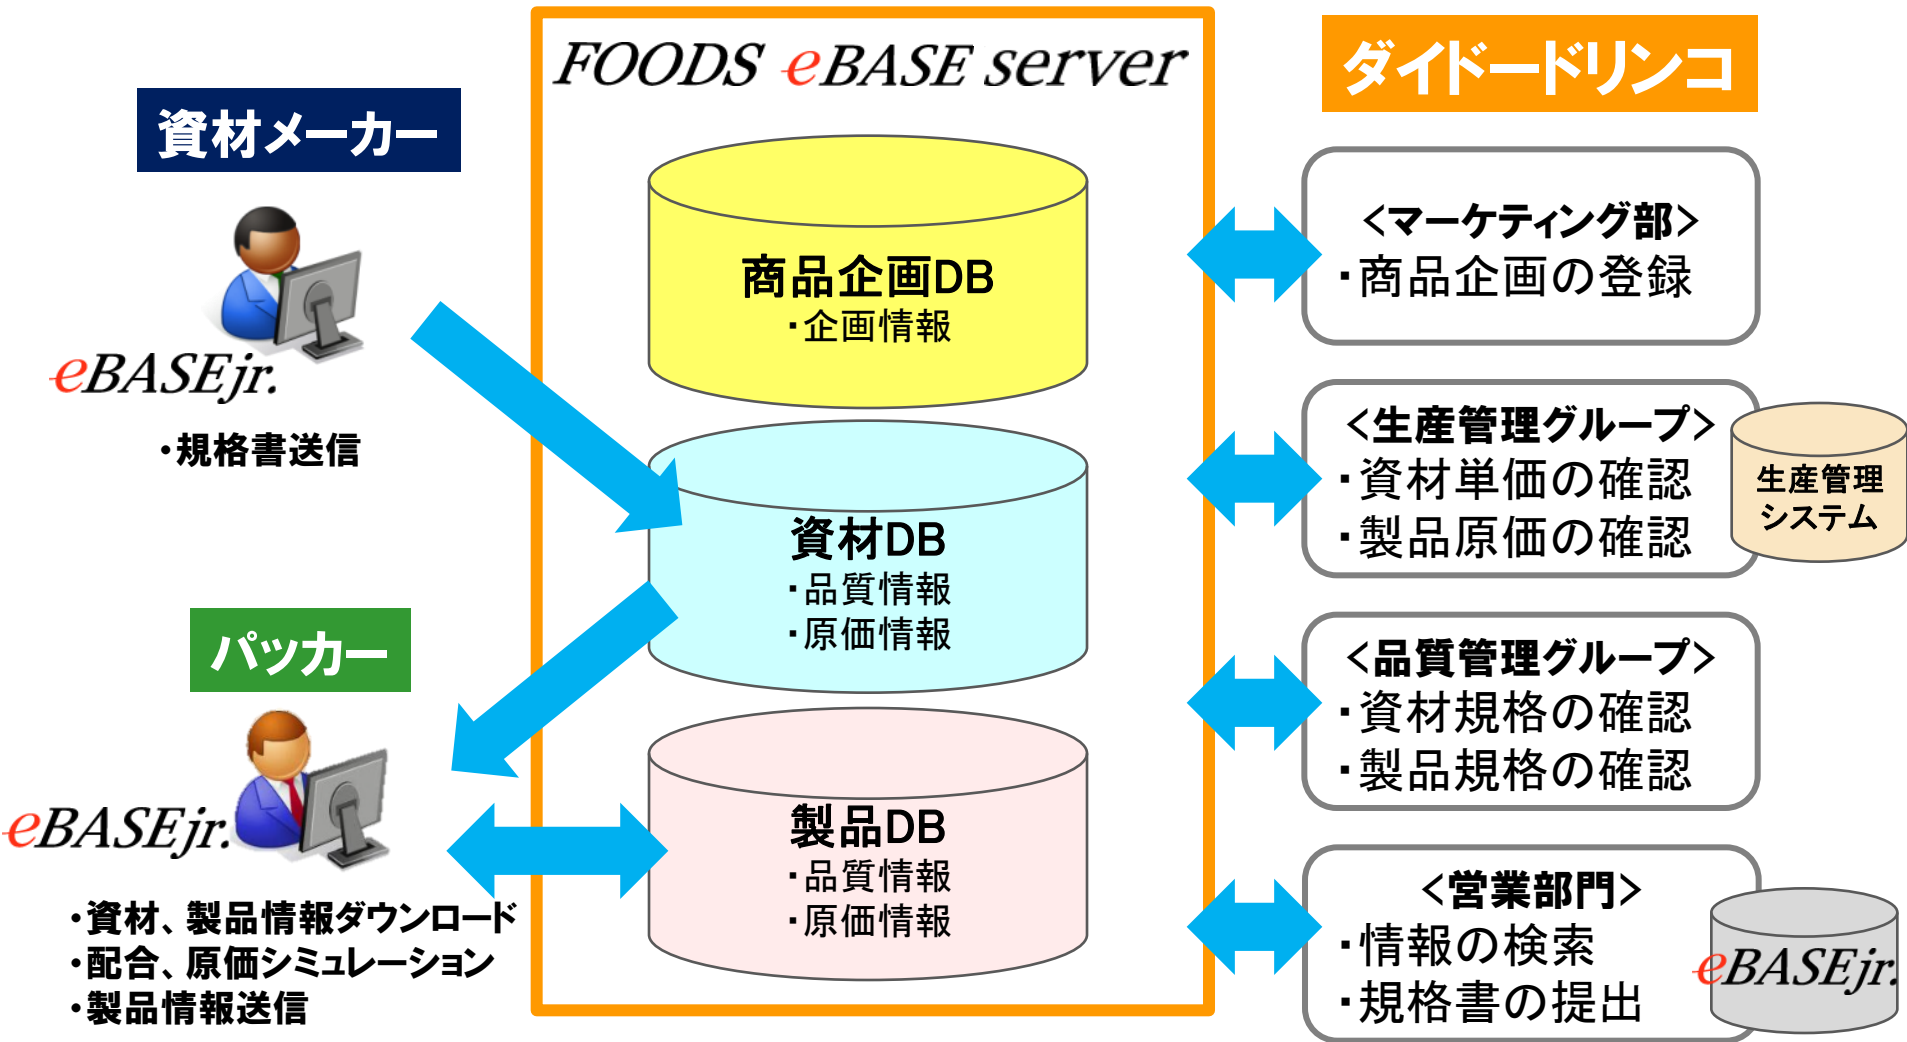 FOODS eBASE server
資材メーカー
eBASEjr.
・規格書送信
パッカー
eBASEjr.
・資材、製品情報ダウンロード
・配合、原価シミュレーション
・製品情報送信
商品企画DB
・企画情報
資材DB
・品質情報
・原価情報
製品DB
・品質情報
・原価情報
ダイドードリンコ
<マーケティング部>
・商品企画の登録
<生産管理グループ>
・資材単価の確認
・製品原価の確認
生産管理
システム
<品質管理グループ>
・資材規格の確認
・製品規格の確認
<営業部門>
・情報の検索
・規格書の提出
eBASEjr.